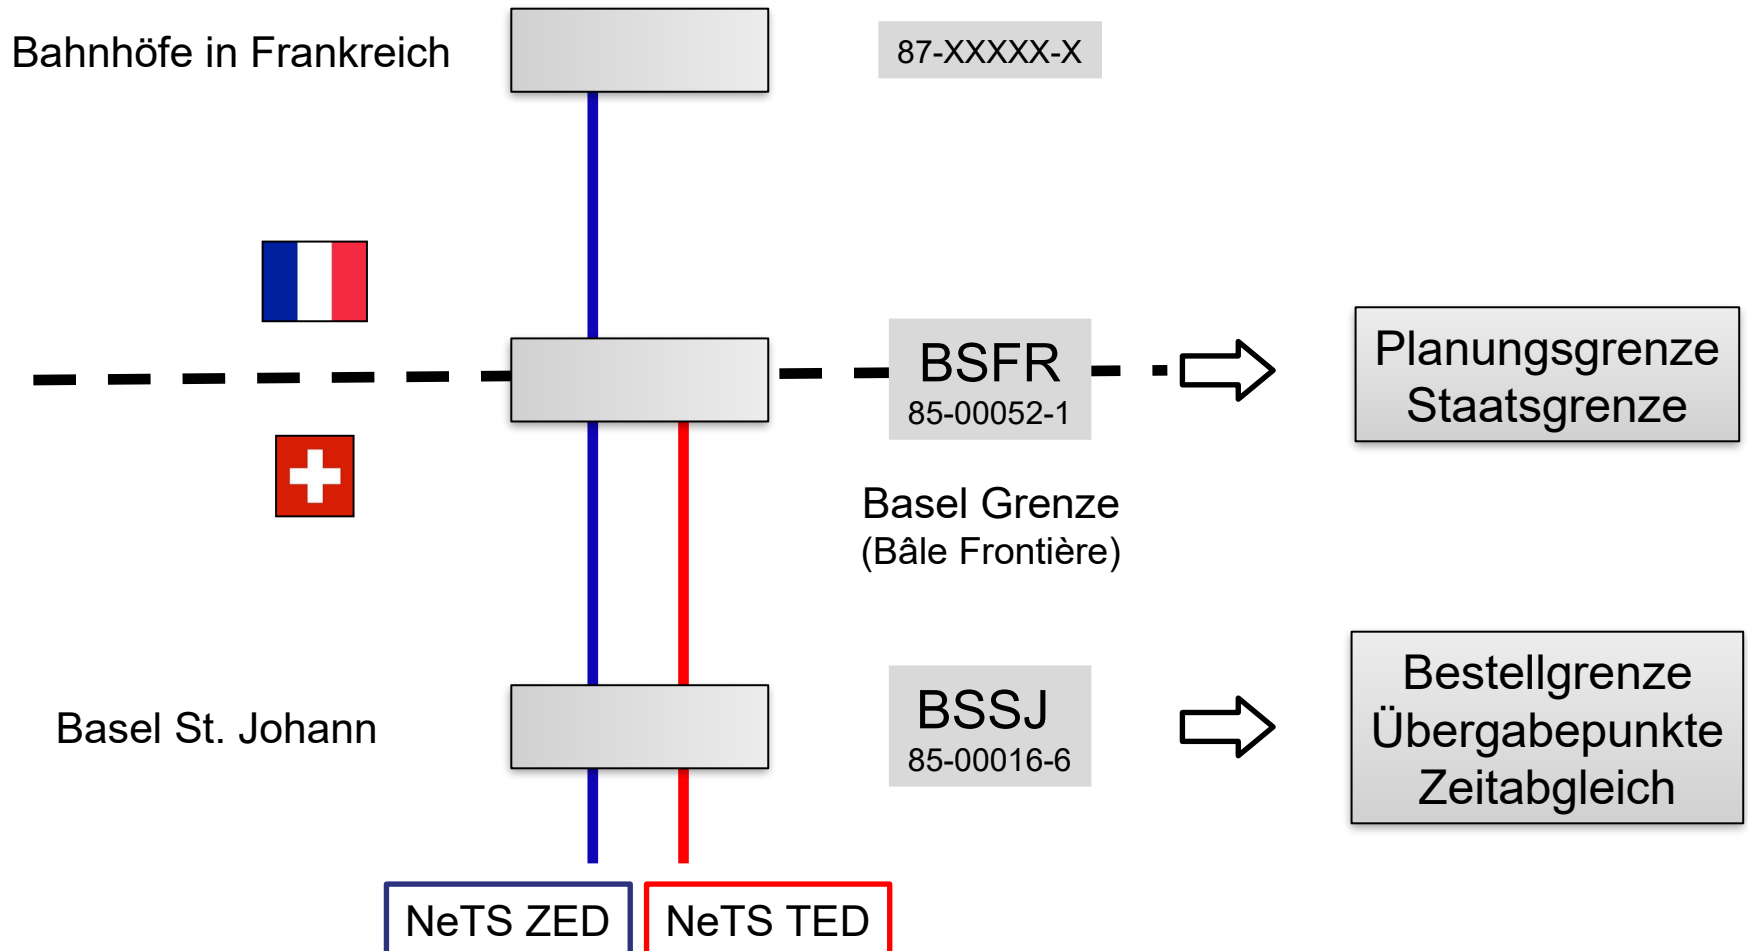 Bahnhöfe in Frankreich
87-XXXXX-X
BSFR
85-00052-1
Planungsgrenze
Staatsgrenze
Basel Grenze
(Bâle Frontière)
Basel St. Johann
BSSJ
85-00016-6
Bestellgrenze
Übergabepunkte
Zeitabgleich
NeTS ZED
NeTS TED